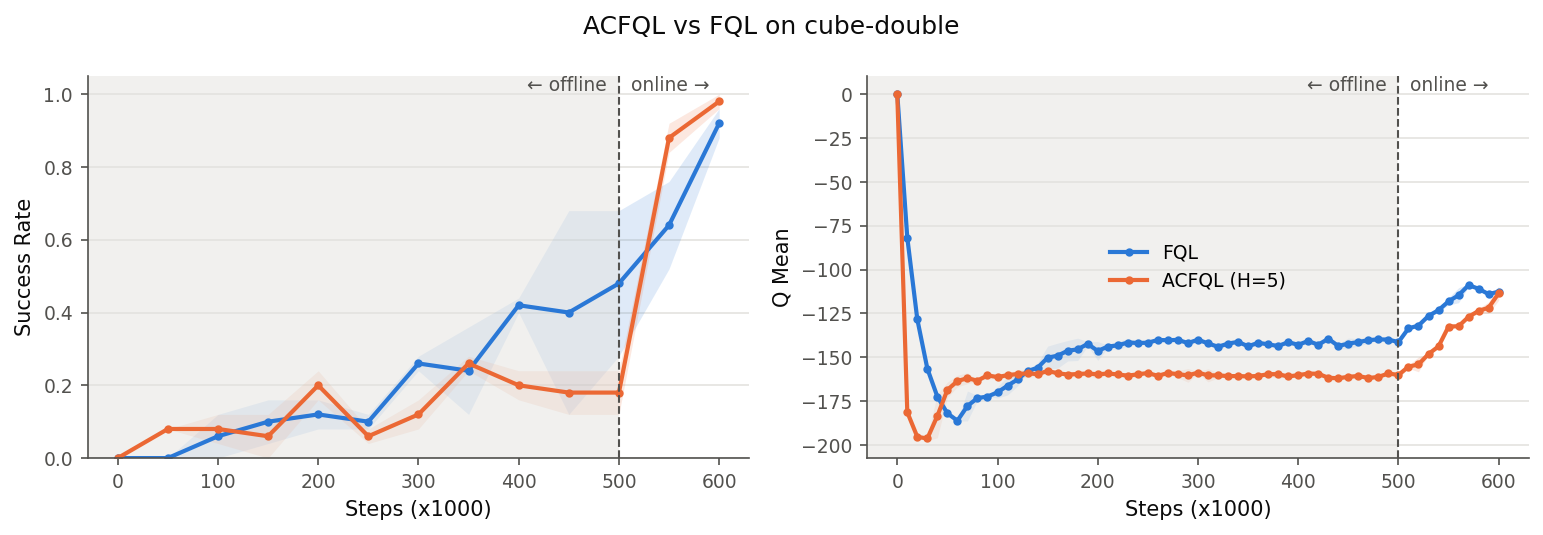 ACFQL vs FQL on cube-double
← offline
online →
Success Rate
1.0
0.8
0.6
0.4
0.2
0.0
0
100
200
300
400
500
600
Steps (x1000)
← offline
online →
Q Mean
0
−25
−50
−75
−100
−125
−150
−175
−200
FQL
ACFQL (H=5)
0
100
200
300
400
500
600
Steps (x1000)